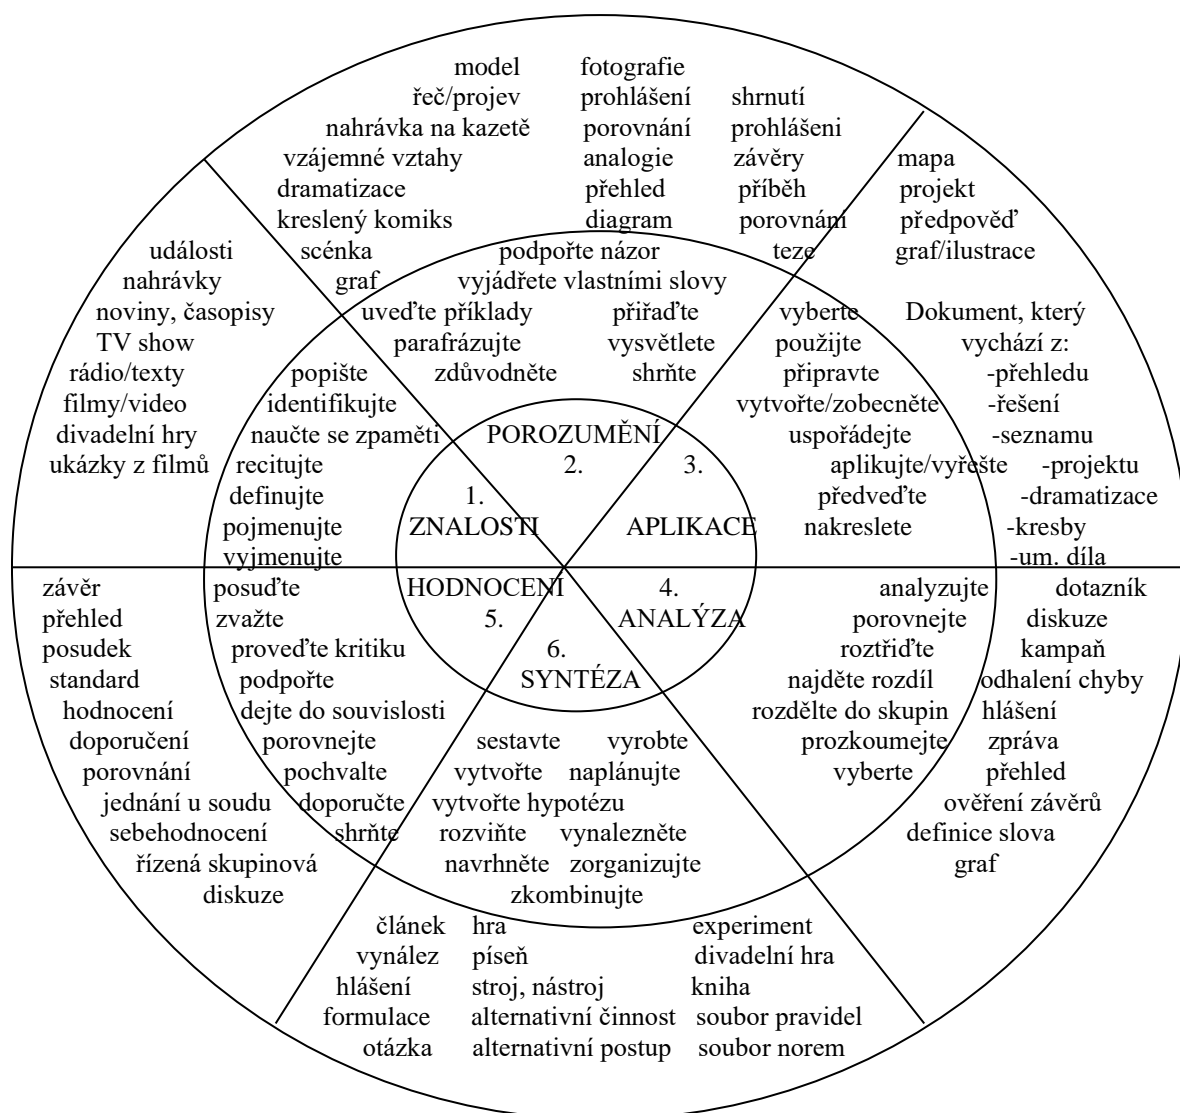 model fotografie
řeč/projev prohlášení shrnutí
nahrávka na kazetě porovnání prohlášeni
vzájemné vztahy analogie závěry mapa
dramatizace přehled příběh projekt
kreslený komiks diagram porovnání předpověď
události scénka podpořte názor teze graf/ilustrace
nahrávky graf vyjádřete vlastními slovy
noviny, časopisy uveďte příklady přiřaďte vyberte Dokument, který
TV show parafrázujte vysvětlete použijte vychází z:
rádio/texty popište zdůvodněte shrňte připravte -přehledu
filmy/video identifikujte vytvořte/zobecněte -řešení
divadelní hry naučte se zpaměti POROZUMĚNÍ uspořádejte -seznamu
ukázky z filmů recitujte 2. 3. aplikujte/vyřešte -projektu
definujte 1. předveďte -dramatizace
pojmenujte ZNALOSTI APLIKACE nakreslete -kresby
vyjmenujte -um. díla
závěr posuďte HODNOCENÍ 4. analyzujte dotazník
přehled zvažte 5. ANALÝZA porovnejte diskuze
posudek proveďte kritiku 6. roztřiďte kampaň
standard podpořte SYNTÉZA najděte rozdíl odhalení chyby
hodnocení dejte do souvislosti rozdělte do skupin hlášení
doporučení porovnejte sestavte vyrobte prozkoumejte zpráva
porovnání pochvalte vytvořte naplánujte vyberte přehled
jednání u soudu doporučte vytvořte hypotézu ověření závěrů
sebehodnocení shrňte rozviňte vynalezněte definice slova
řízená skupinová navrhněte zorganizujte graf
diskuze zkombinujte
článek hra experiment
vynález píseň divadelní hra
hlášení stroj, nástroj kniha
formulace alternativní činnost soubor pravidel
otázka alternativní postup soubor norem